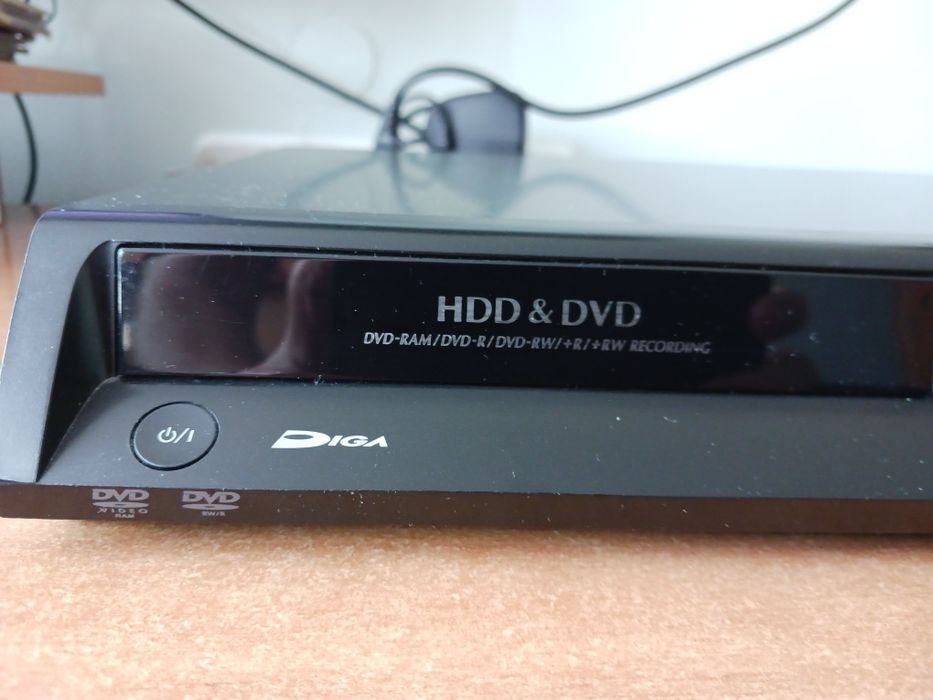 HDD & DVD
DVD-RAM/DVD-R/DVD-RW/+R/+RW RECORDING
⏻/I
DIGA
DVD DVD
VIDEO RW/R
RAM